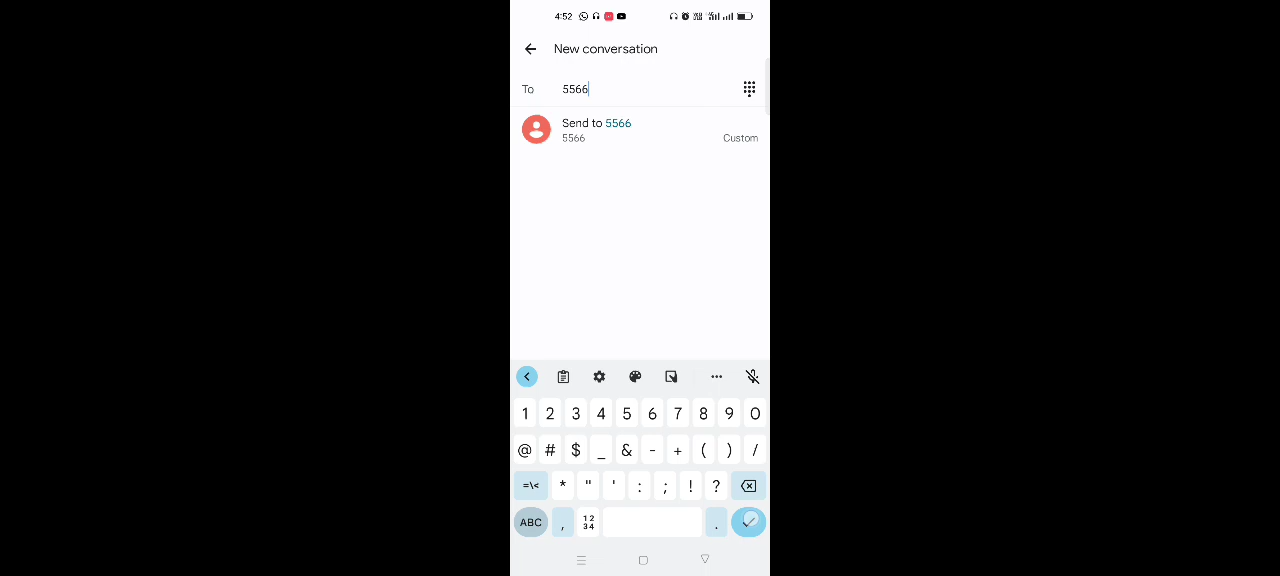 4:52
New conversation
To 5566
Send to 5566
5566 Custom
1 2 3 4 5 6 7 8 9 0
@ # $ _ & - + ( ) /
=\< * " ' : ; ! ?
ABC , 12 34 .